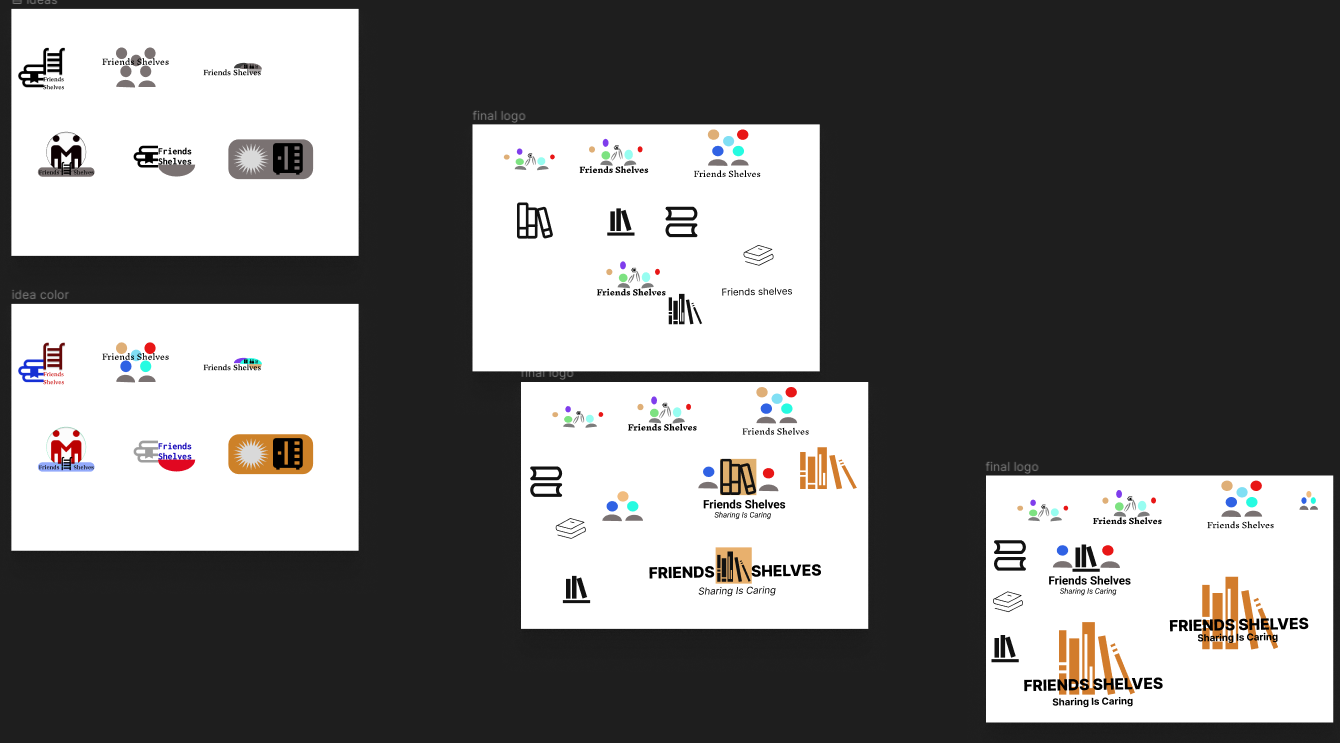 ideas
Friends Shelves
Friends Shelves
Friends
Shelves
Friends
Shelves
Friends Shelves
idea color
Friends Shelves
Friends Shelves
Friends
Shelves
Friends
Shelves
Friends Shelves
final logo
Friends Shelves
Friends Shelves
Friends Shelves
Friends shelves
final logo
Friends Shelves
Friends Shelves
Friends Shelves
Sharing Is Caring
FRIENDS SHELVES
Sharing Is Caring
final logo
Friends Shelves
Friends Shelves
Friends Shelves
Sharing Is Caring
FRIENDS SHELVES
Sharing Is Caring
FRIENDS SHELVES
Sharing Is Caring